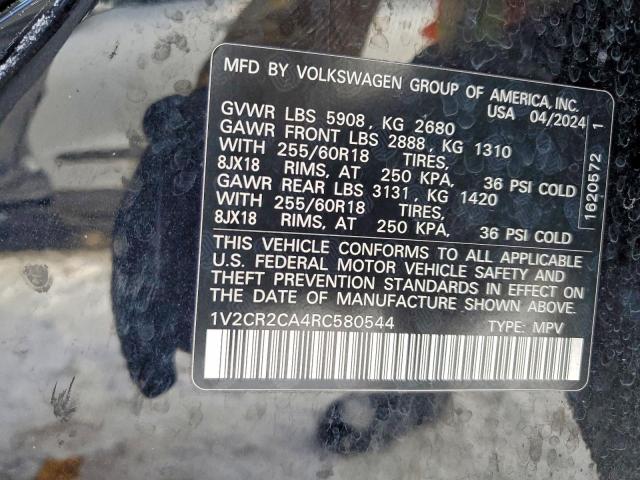 MFD BY VOLKSWAGEN GROUP OF AMERICA, INC.
USA 04/2024
GVWR LBS 5908, KG 2680
GAWR FRONT LBS 2888, KG 1310
WITH 255/60R18 TIRES,
8JX18 RIMS, AT 250 KPA, 36 PSI COLD
GAWR REAR LBS 3131, KG 1420
WITH 255/60R18 TIRES,
8JX18 RIMS, AT 250 KPA, 36 PSI COLD
THIS VEHICLE CONFORMS TO ALL APPLICABLE
U.S. FEDERAL MOTOR VEHICLE SAFETY AND
THEFT PREVENTION STANDARDS IN EFFECT ON
THE DATE OF MANUFACTURE SHOWN ABOVE.
1V2CR2CA4RC580544 TYPE: MPV
1620572 1